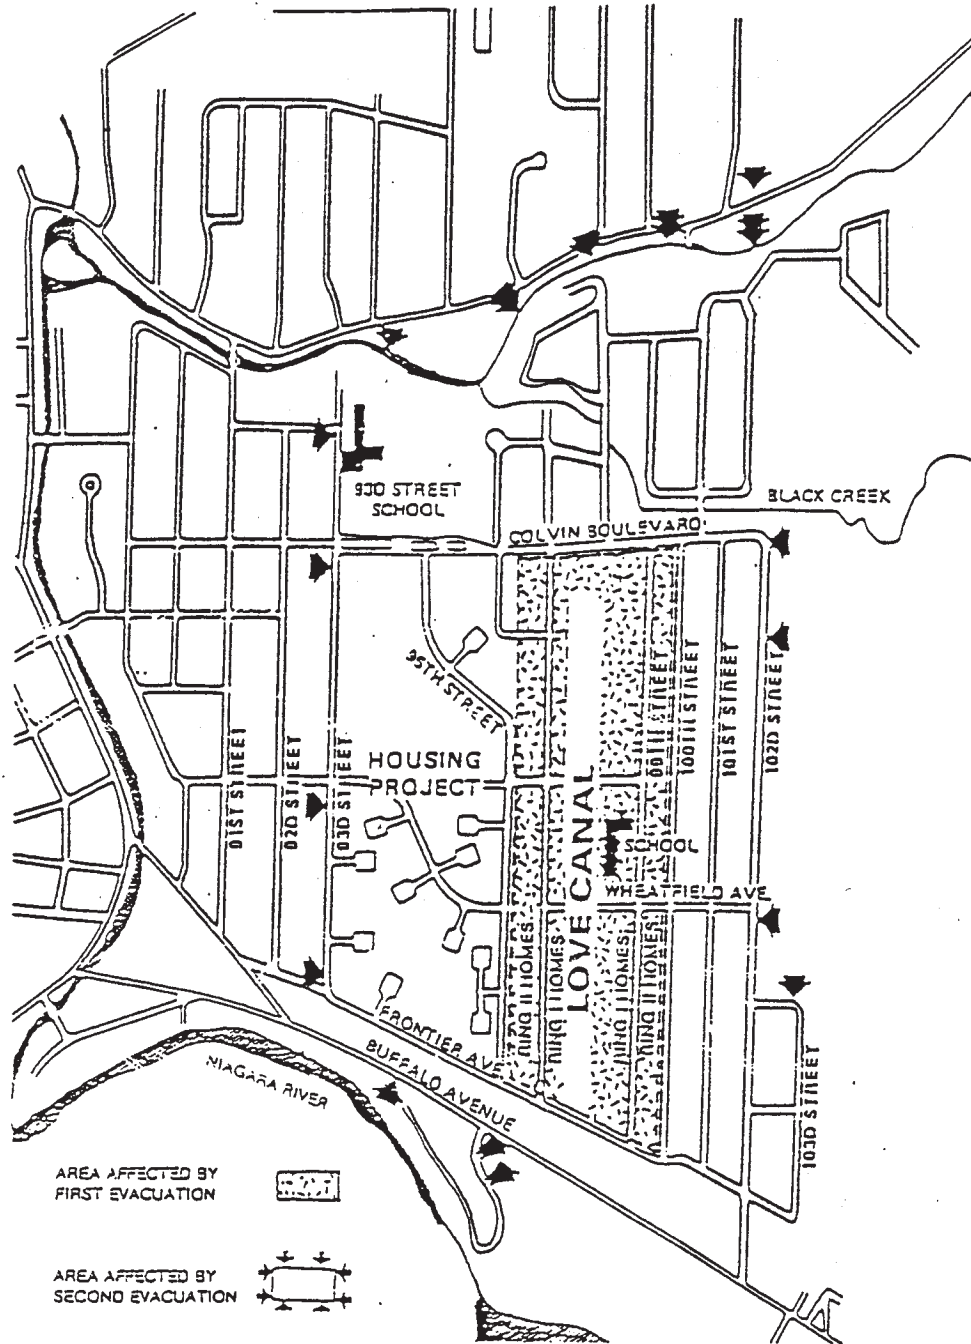 93D STREET
SCHOOL
BLACK CREEK
COLVIN BOULEVARD
95TH STREET
100TH STREET
101ST STREET
102D STREET
HOUSING
PROJECT
91ST STREET
92D STREET
93D STREET
LOVE CANAL
SCHOOL
WHEATFIELD AVE
RING II HOMES
RING I HOMES
RING I HOMES
RING II HOMES
FRONTIER AVE
BUFFALO AVENUE
NIAGARA RIVER
103D STREET
AREA AFFECTED BY
FIRST EVACUATION
AREA AFFECTED BY
SECOND EVACUATION